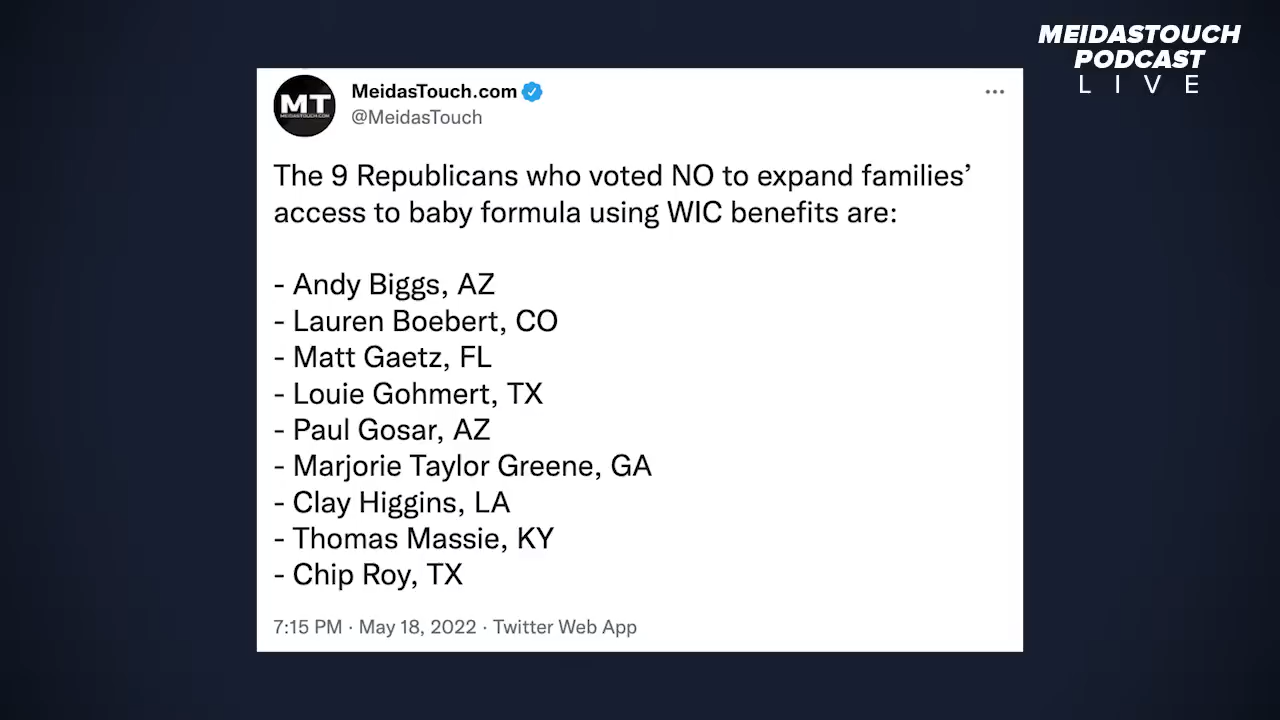 MEIDASTOUCH
PODCAST
LIVE
MT
MEIDASTOUCH.COM
MeidasTouch.com
@MeidasTouch
The 9 Republicans who voted NO to expand families’
access to baby formula using WIC benefits are:
- Andy Biggs, AZ
- Lauren Boebert, CO
- Matt Gaetz, FL
- Louie Gohmert, TX
- Paul Gosar, AZ
- Marjorie Taylor Greene, GA
- Clay Higgins, LA
- Thomas Massie, KY
- Chip Roy, TX
7:15 PM · May 18, 2022 · Twitter Web App